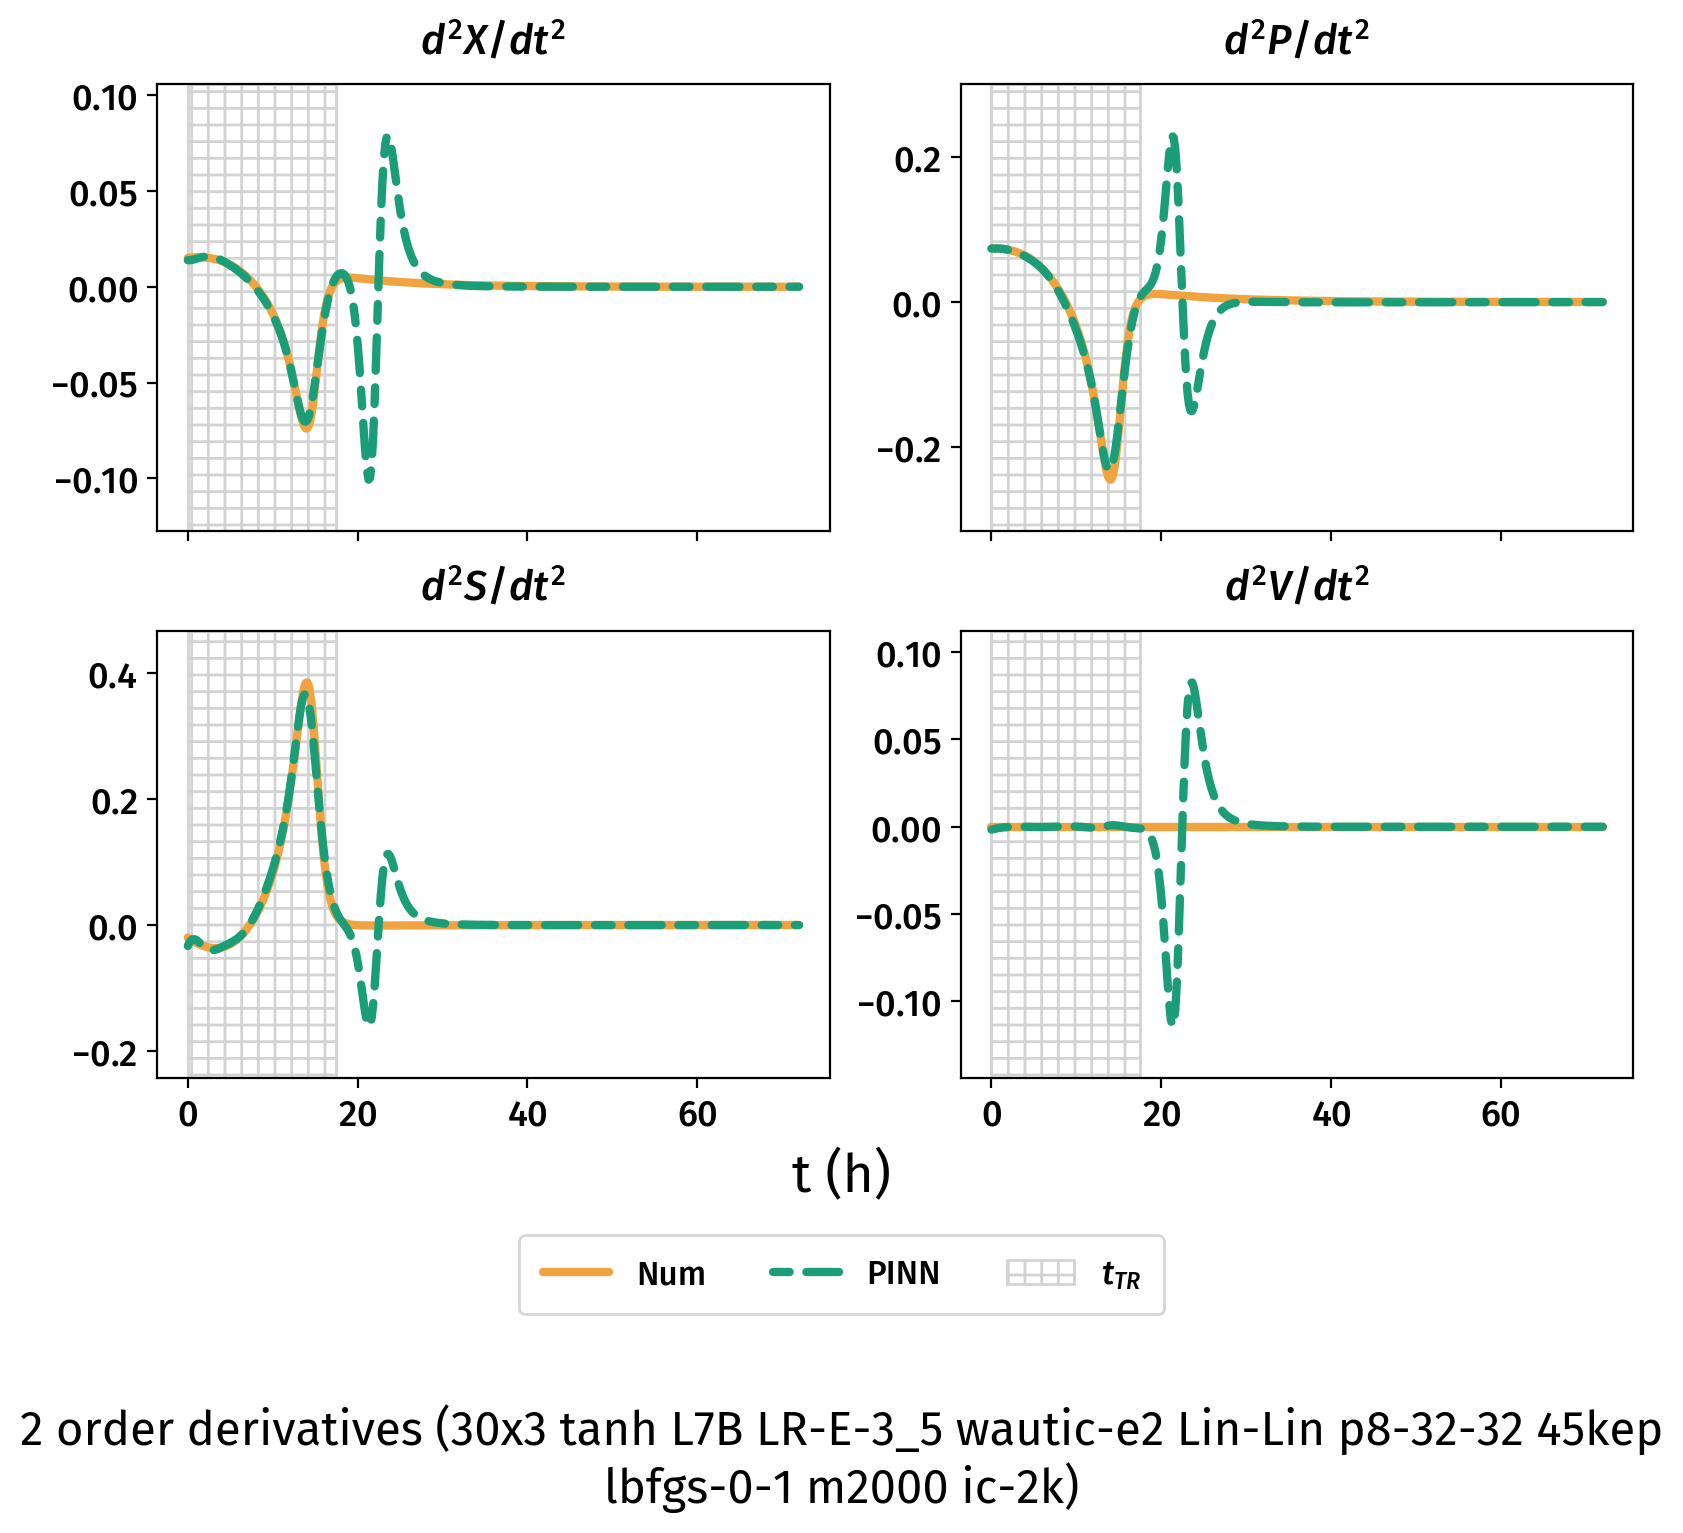 d²X/dt²
d²P/dt²
0.10
0.05
0.00
−0.05
−0.10
0.2
0.0
−0.2
d²S/dt²
d²V/dt²
0.4
0.2
0.0
−0.2
0.10
0.05
0.00
−0.05
−0.10
0 20 40 60
0 20 40 60
t (h)
Num PINN t_TR
2 order derivatives (30x3 tanh L7B LR-E-3_5 wautic-e2 Lin-Lin p8-32-32 45kep
lbfgs-0-1 m2000 ic-2k)